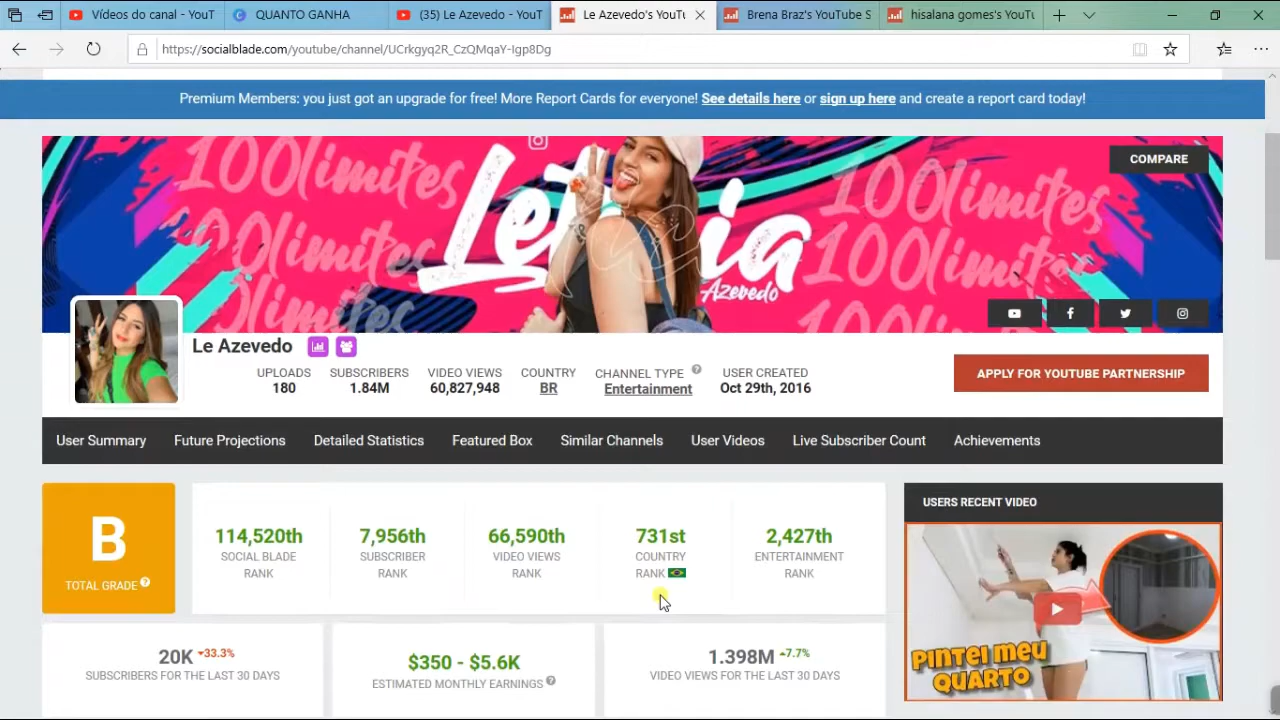 Vídeos do canal - YouT
QUANTO GANHA
(35) Le Azevedo - YouT
Le Azevedo's YouTu
Brena Braz's YouTube S
hisalana gomes's YouTu
https://socialblade.com/youtube/channel/UCrkgyq2R_CzQMqaY-Igp8Dg
Premium Members: you just got an upgrade for free! More Report Cards for everyone! See details here or sign up here and create a report card today!
COMPARE
100limites
100limites
100limites
100limites
limites
Letícia
Azevedo
Le Azevedo
UPLOADS
180
SUBSCRIBERS
1.84M
VIDEO VIEWS
60,827,948
COUNTRY
BR
CHANNEL TYPE
Entertainment
USER CREATED
Oct 29th, 2016
APPLY FOR YOUTUBE PARTNERSHIP
User Summary
Future Projections
Detailed Statistics
Featured Box
Similar Channels
User Videos
Live Subscriber Count
Achievements
B
TOTAL GRADE
114,520th
SOCIAL BLADE
RANK
7,956th
SUBSCRIBER
RANK
66,590th
VIDEO VIEWS
RANK
731st
COUNTRY
RANK
2,427th
ENTERTAINMENT
RANK
USERS RECENT VIDEO
PINTEI MEU
QUARTO
20K -33.3%
SUBSCRIBERS FOR THE LAST 30 DAYS
$350 - $5.6K
ESTIMATED MONTHLY EARNINGS
1.398M 7.7%
VIDEO VIEWS FOR THE LAST 30 DAYS